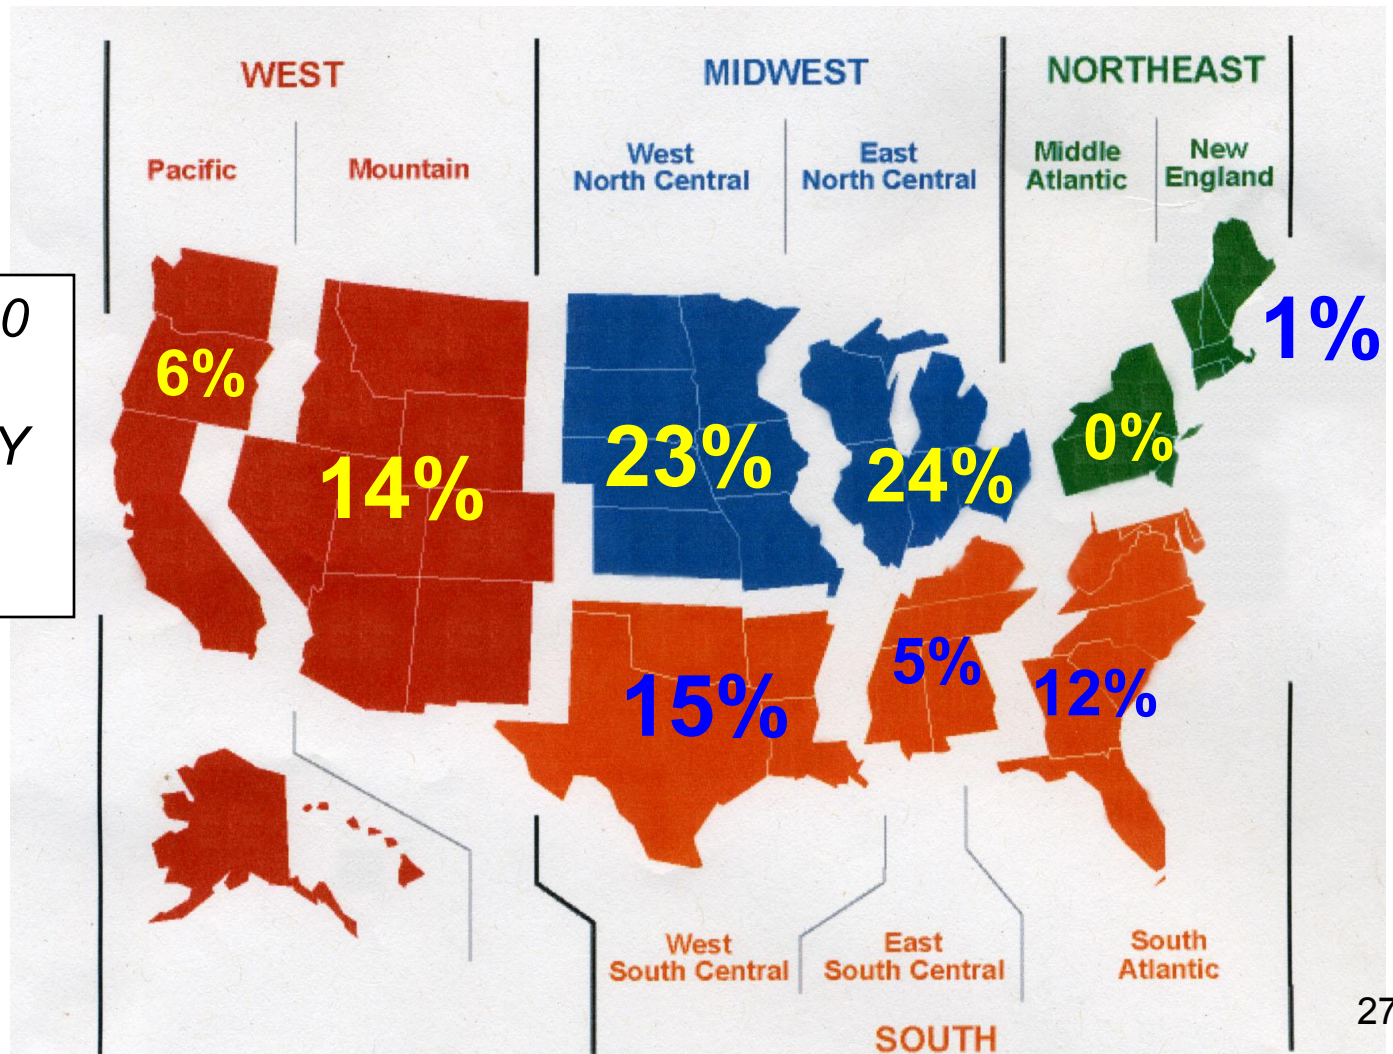 WEST
MIDWEST
NORTHEAST
Pacific
Mountain
West
North Central
East
North Central
Middle
Atlantic
New
England
0
Y
6%
14%
23%
24%
0%
1%
15%
5%
12%
West
South Central
East
South Central
South
Atlantic
SOUTH
27